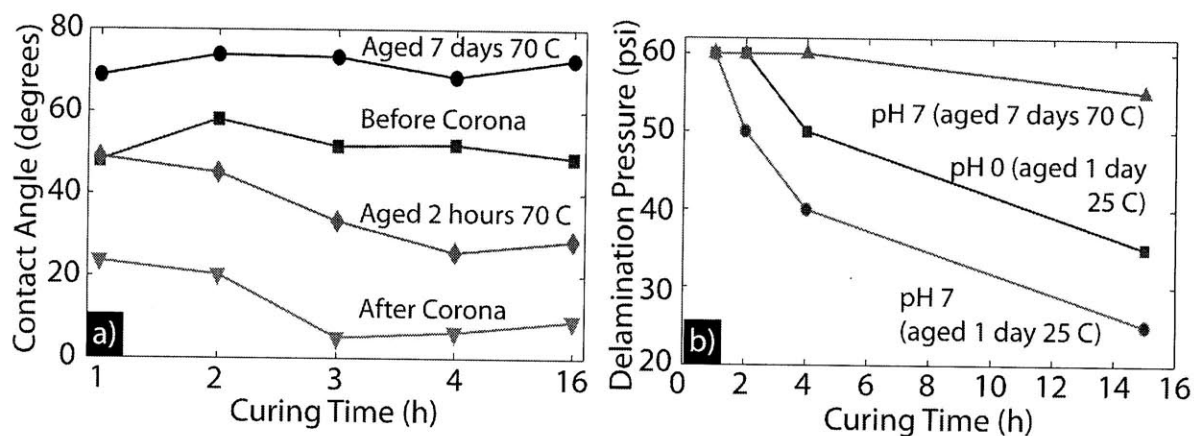 80
60
40
20
0
Contact Angle (degrees)
Aged 7 days 70 C
Before Corona
Aged 2 hours 70 C
After Corona
a)
1 2 3 4 16
Curing Time (h)
60
50
40
30
20
Delamination Pressure (psi)
pH 7 (aged 7 days 70 C)
pH 0 (aged 1 day
25 C)
pH 7
(aged 1 day 25 C)
b)
0 2 4 6 8 10 12 14 16
Curing Time (h)